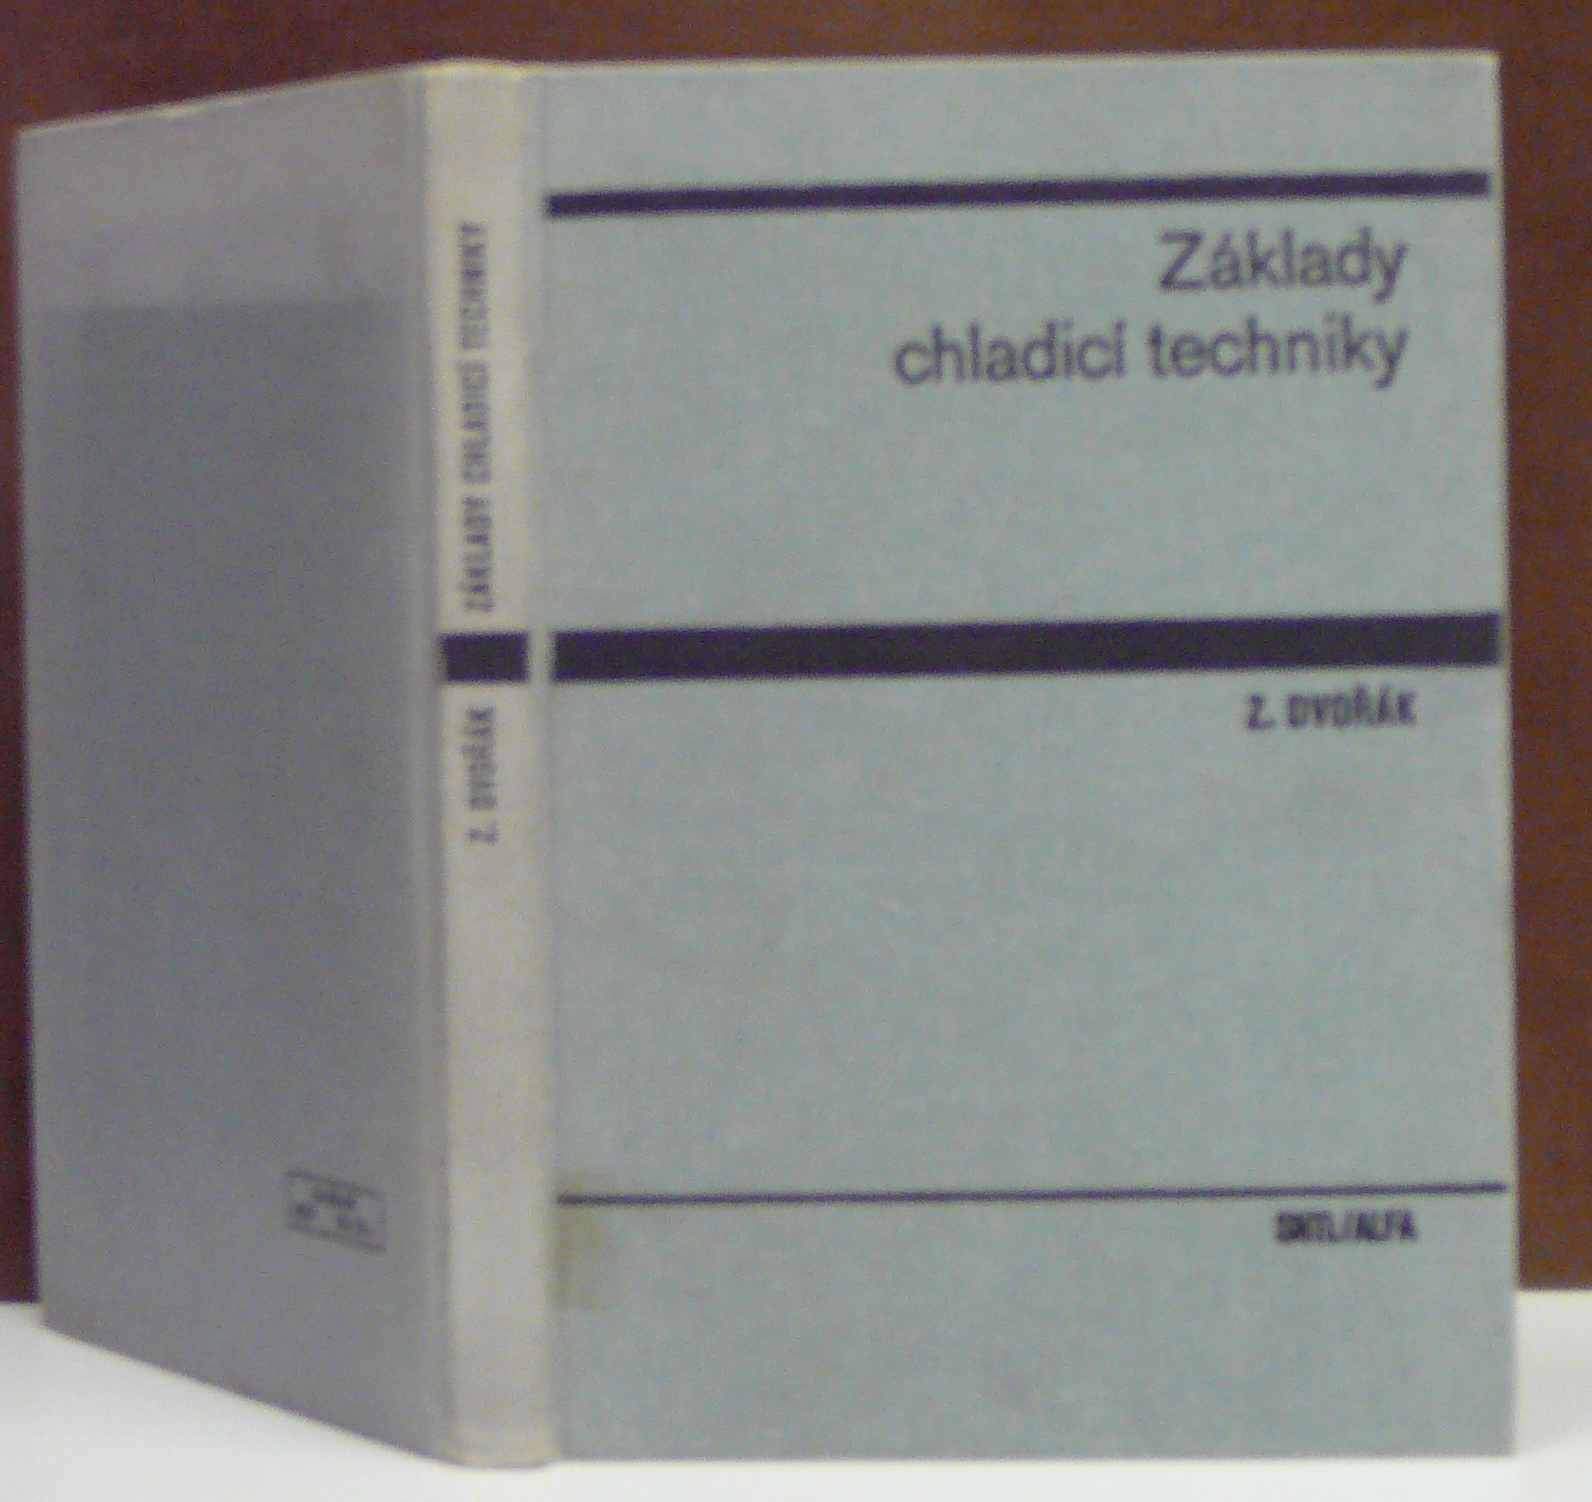 Základy
chladicí techniky
Z. DVOŘÁK
SNTL/ALFA
Z. DVOŘÁK ZÁKLADY CHLADICÍ TECHNIKY